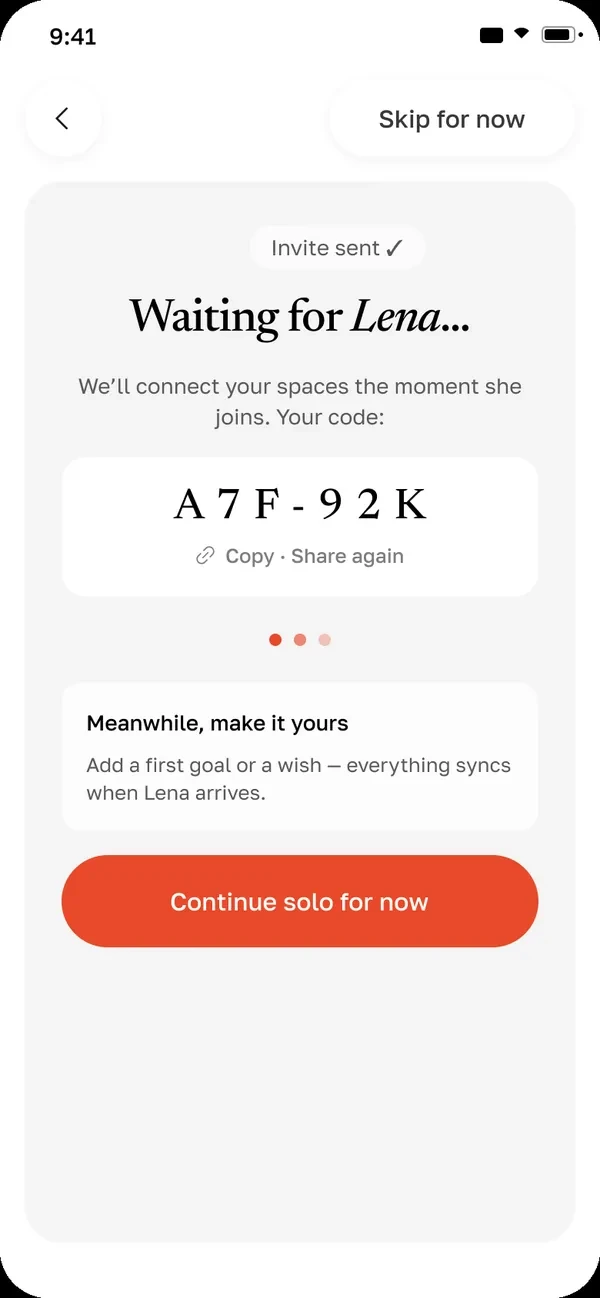 9:41
Skip for now
Invite sent ✓
Waiting for Lena...
We’ll connect your spaces the moment she
joins. Your code:
A7F-92K
Copy · Share again
Meanwhile, make it yours
Add a first goal or a wish — everything syncs
when Lena arrives.
Continue solo for now